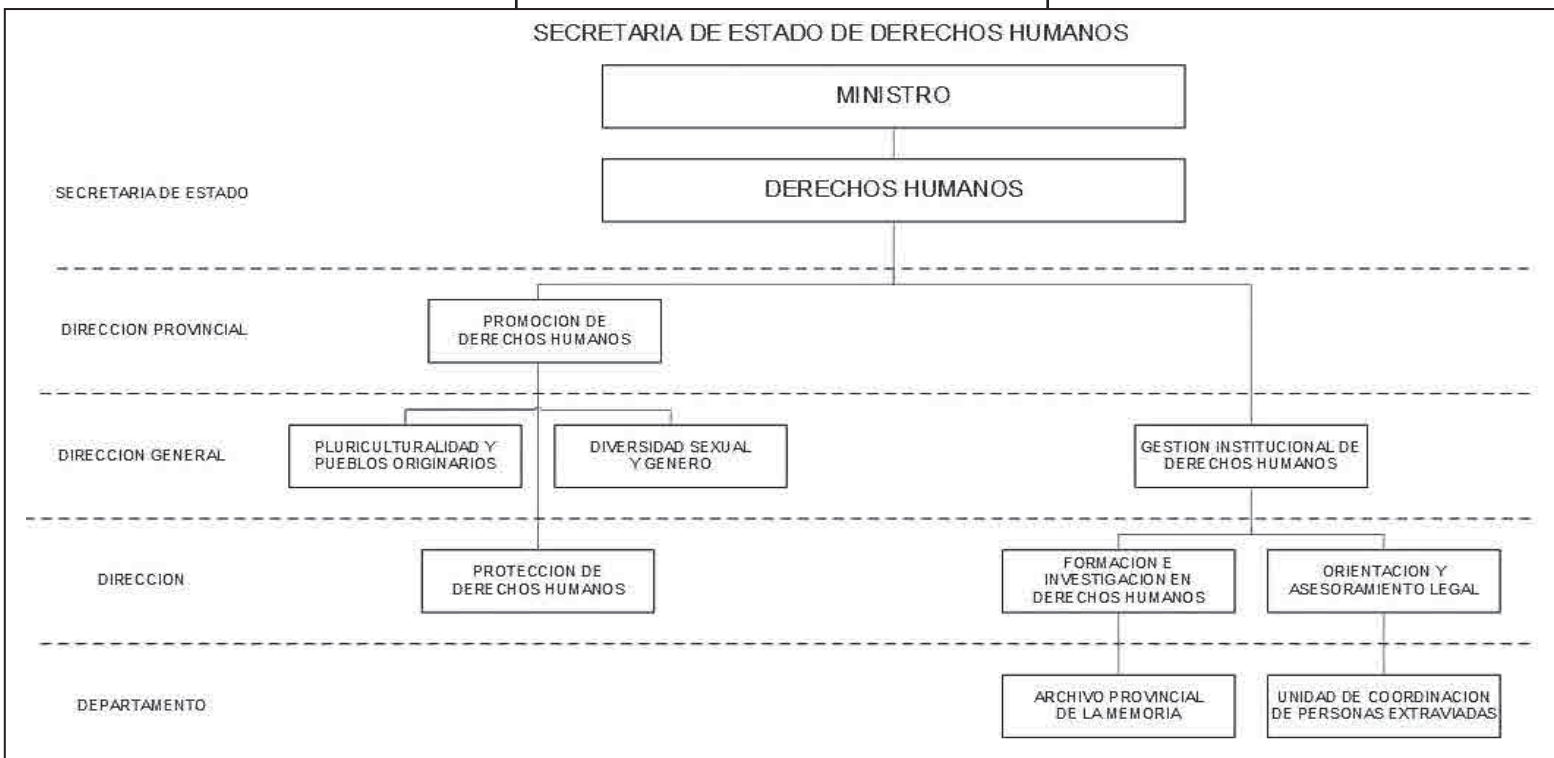 SECRETARIA DE ESTADO DE DERECHOS HUMANOS
MINISTRO
SECRETARIA DE ESTADO
DERECHOS HUMANOS
DIRECCION PROVINCIAL
PROMOCION DE
DERECHOS HUMANOS
DIRECCION GENERAL
PLURICULTURALIDAD Y
PUEBLOS ORIGINARIOS
DIVERSIDAD SEXUAL
Y GENERO
GESTION INSTITUCIONAL DE
DERECHOS HUMANOS
DIRECCION
PROTECCION DE
DERECHOS HUMANOS
FORMACION E
INVESTIGACION EN
DERECHOS HUMANOS
ORIENTACION Y
ASESORAMIENTO LEGAL
DEPARTAMENTO
ARCHIVO PROVINCIAL
DE LA MEMORIA
UNIDAD DE COORDINACION
DE PERSONAS EXTRAVIADAS